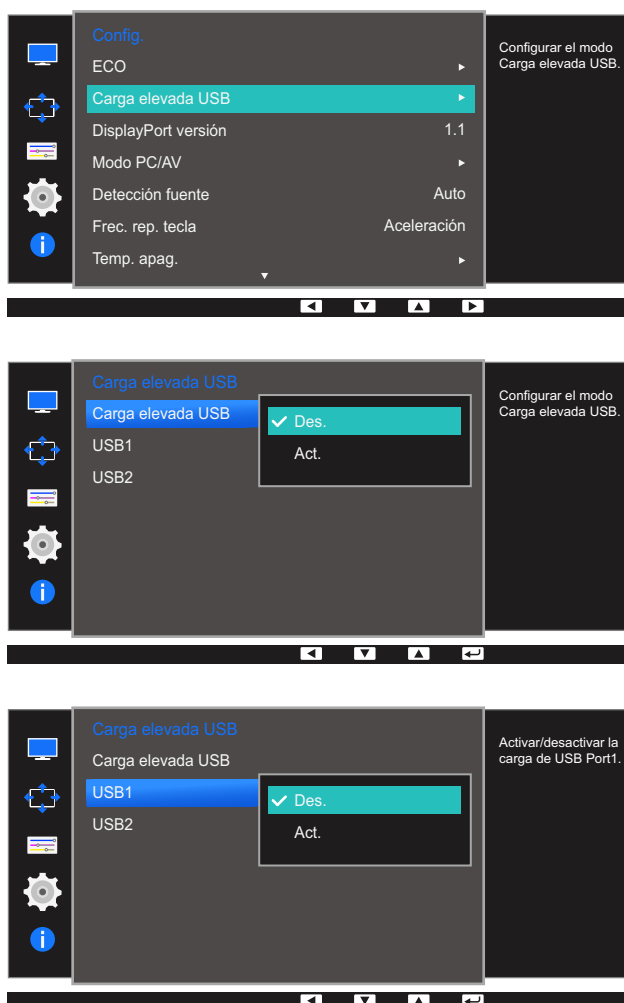 Config.
ECO
Carga elevada USB
DisplayPort versión 1.1
Modo PC/AV
Detección fuente Auto
Frec. rep. tecla Aceleración
Temp. apag.
Configurar el modo
Carga elevada USB.
Carga elevada USB
Carga elevada USB
Des.
USB1
Act.
USB2
Configurar el modo
Carga elevada USB.
Carga elevada USB
Carga elevada USB
USB1
Des.
USB2
Act.
Activar/desactivar la
carga de USB Port1.